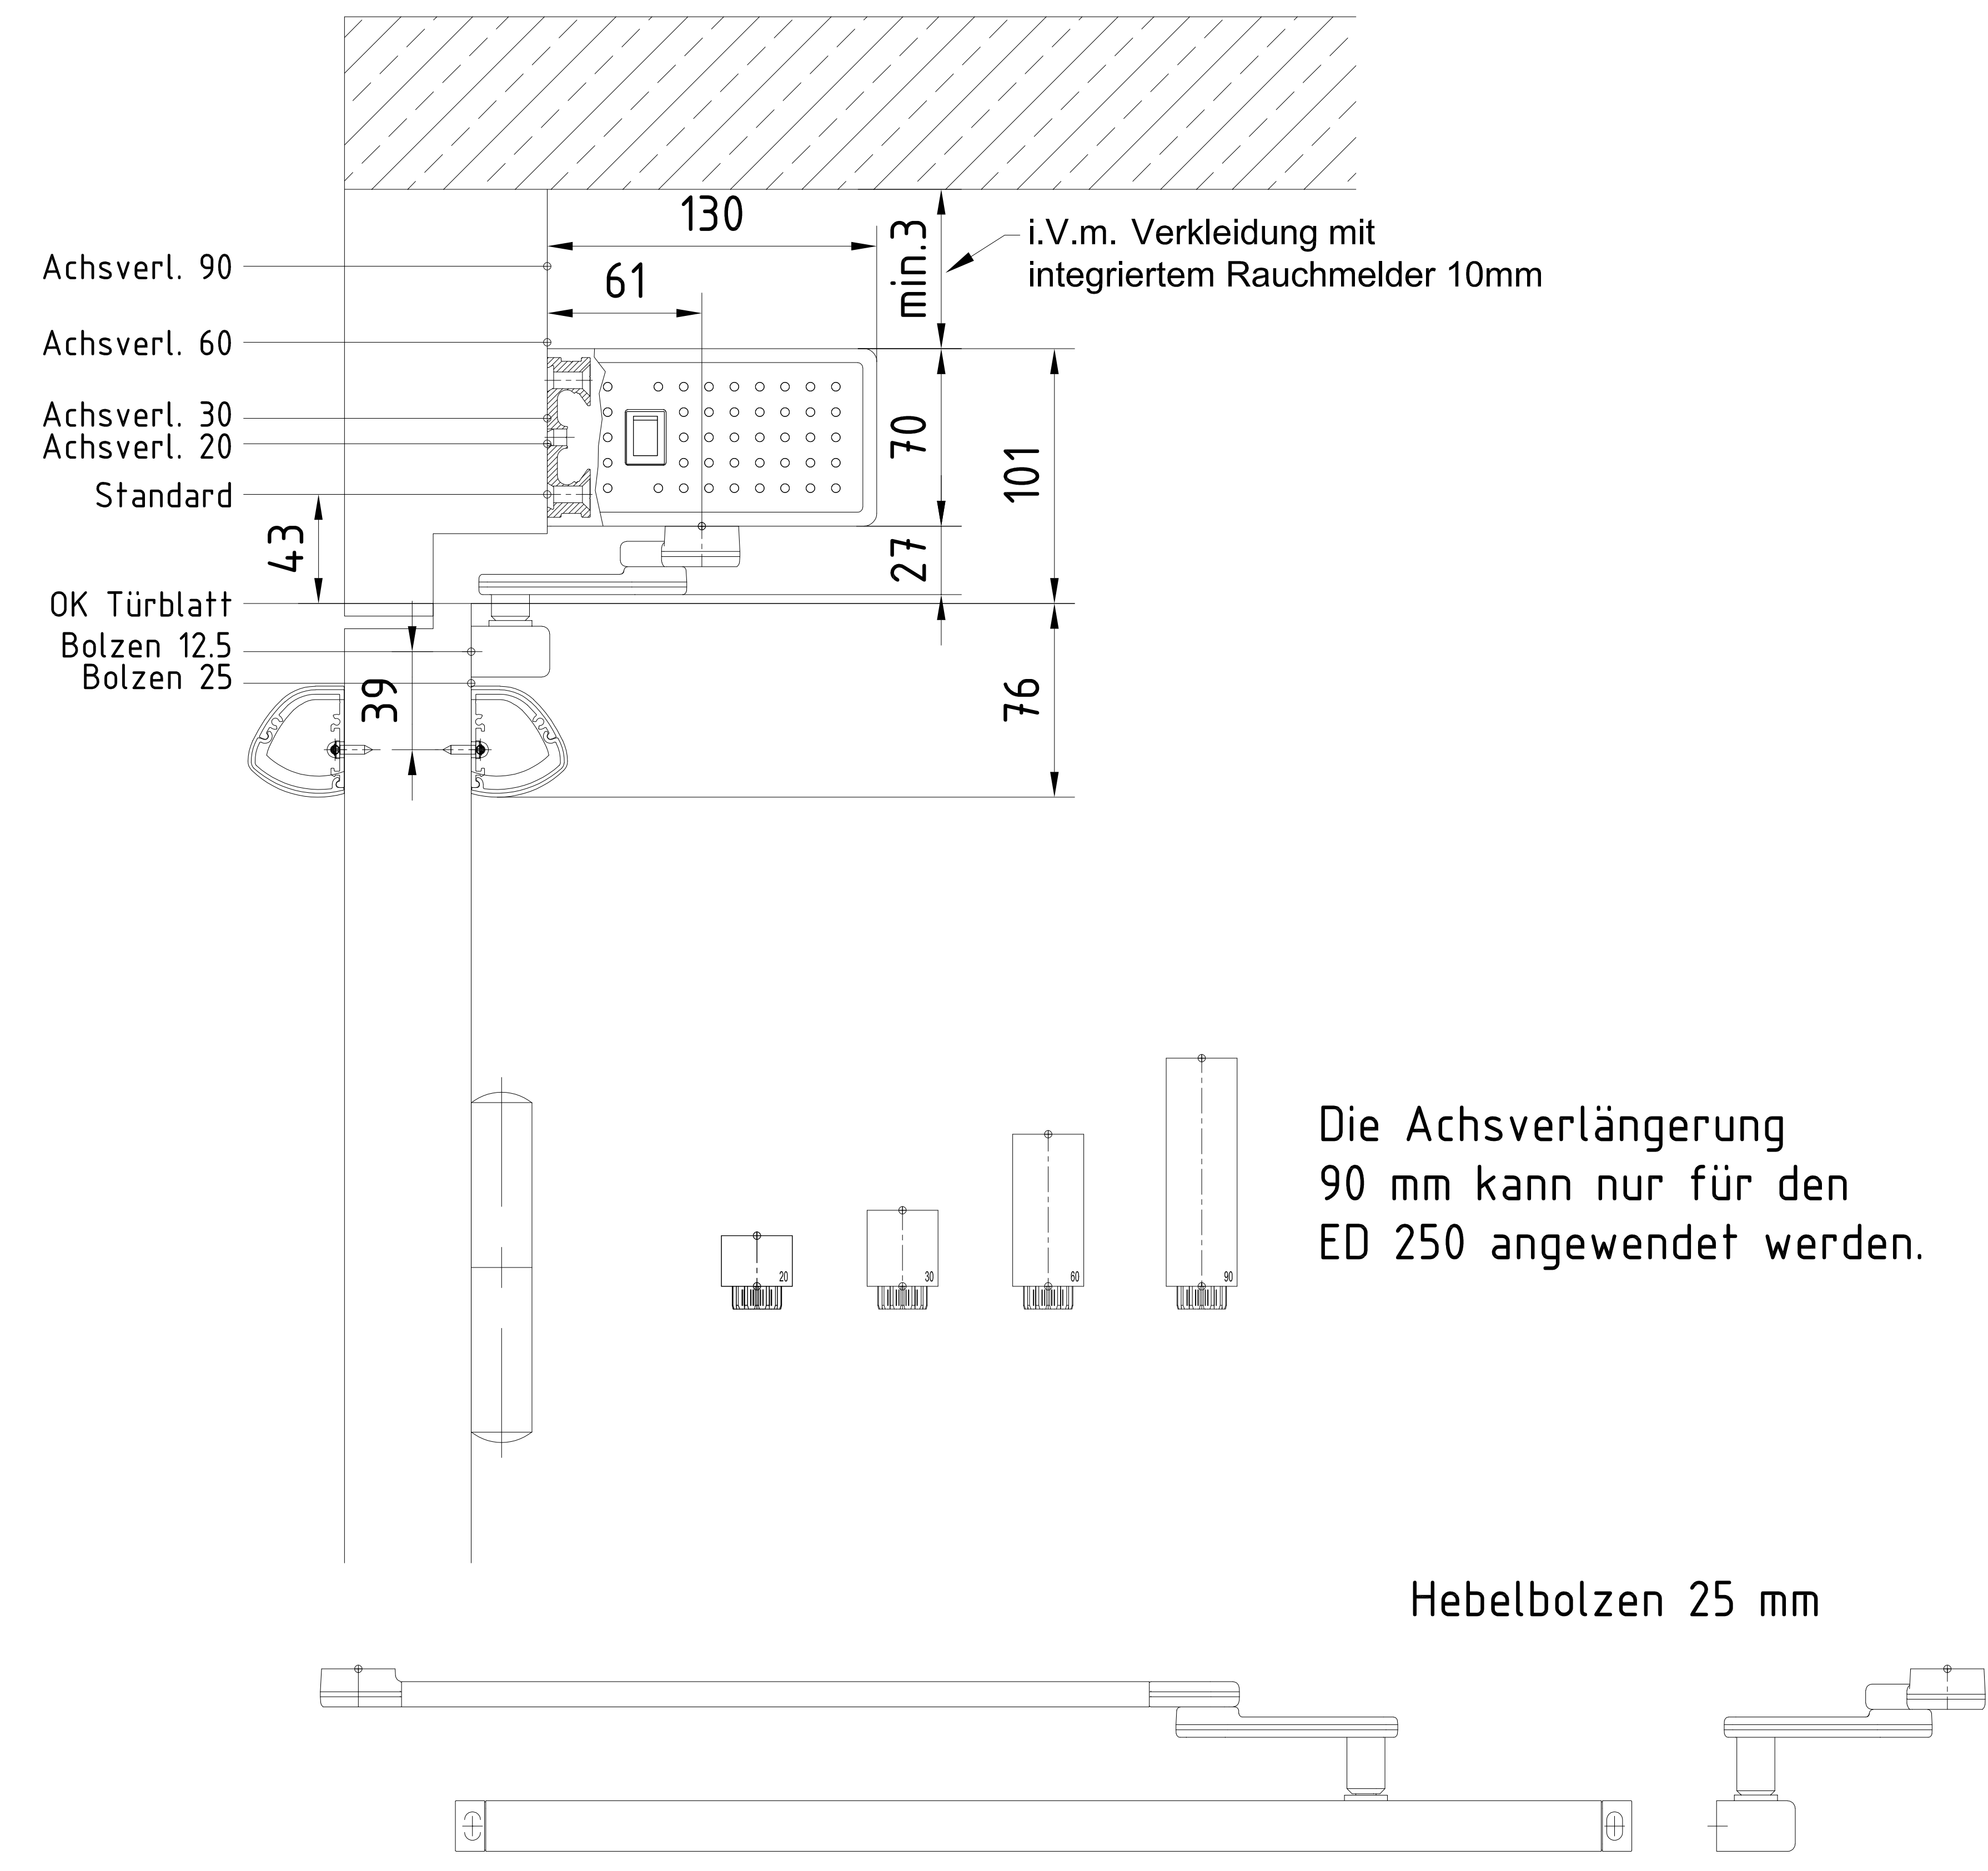 130
min.3
i.V.m. Verkleidung mit
integriertem Rauchmelder 10mm
Achsverl. 90
61
Achsverl. 60
Achsverl. 30
Achsverl. 20
70
101
Standard
43
27
OK Türblatt
Bolzen 12.5
Bolzen 25
39
76
Die Achsverlängerung
90 mm kann nur für den
ED 250 angewendet werden.
20
30
60
90
Hebelbolzen 25 mm